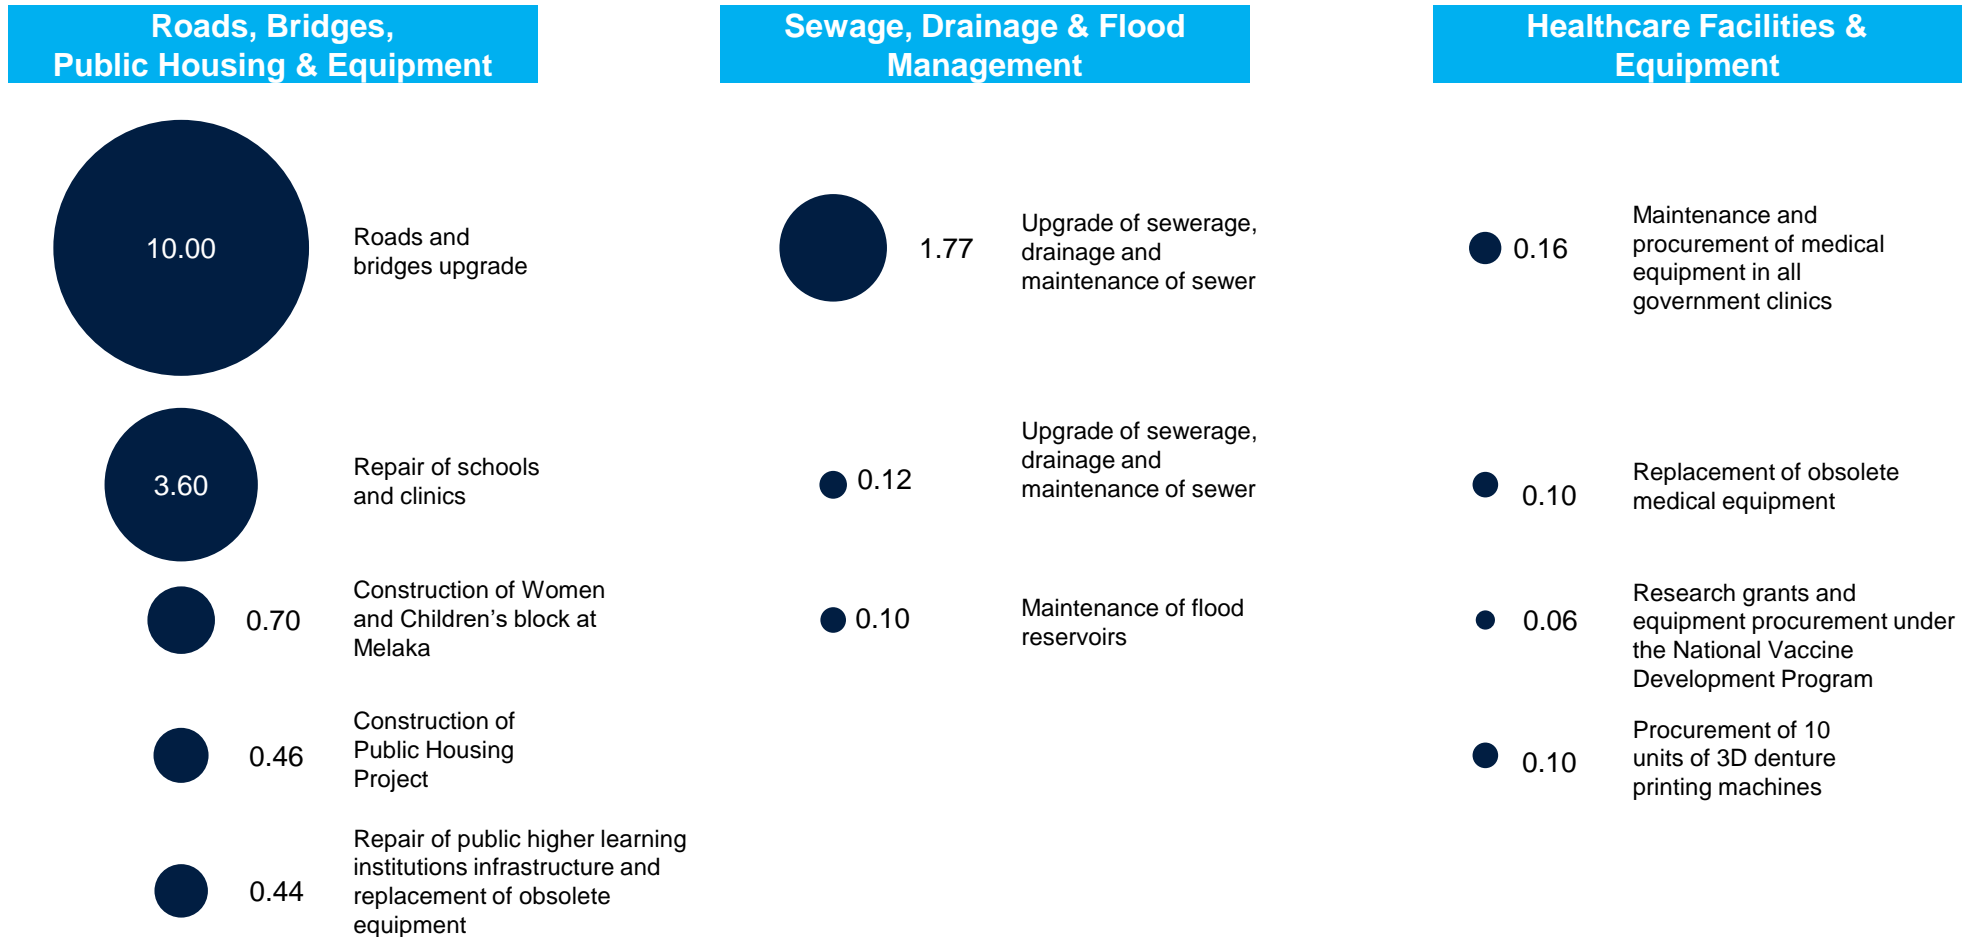 Roads, Bridges,
Public Housing & Equipment
10.00
Roads and
bridges upgrade
3.60
Repair of schools
and clinics
0.70
Construction of Women
and Children’s block at
Melaka
0.46
Construction of
Public Housing
Project
0.44
Repair of public higher learning
institutions infrastructure and
replacement of obsolete
equipment
Sewage, Drainage & Flood
Management
1.77
Upgrade of sewerage,
drainage and
maintenance of sewer
0.12
Upgrade of sewerage,
drainage and
maintenance of sewer
0.10
Maintenance of flood
reservoirs
Healthcare Facilities &
Equipment
0.16
Maintenance and
procurement of medical
equipment in all
government clinics
0.10
Replacement of obsolete
medical equipment
0.06
Research grants and
equipment procurement under
the National Vaccine
Development Program
0.10
Procurement of 10
units of 3D denture
printing machines